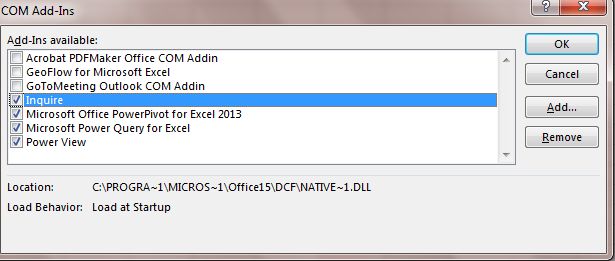 COM Add-Ins
?
Add-Ins available:
Acrobat PDFMaker Office COM Addin
GeoFlow for Microsoft Excel
GoToMeeting Outlook COM Addin
Inquire
Microsoft Office PowerPivot for Excel 2013
Microsoft Power Query for Excel
Power View
OK
Cancel
Add...
Remove
Location: C:\PROGRA~1\MICROS~1\Office15\DCF\NATIVE~1.DLL
Load Behavior: Load at Startup